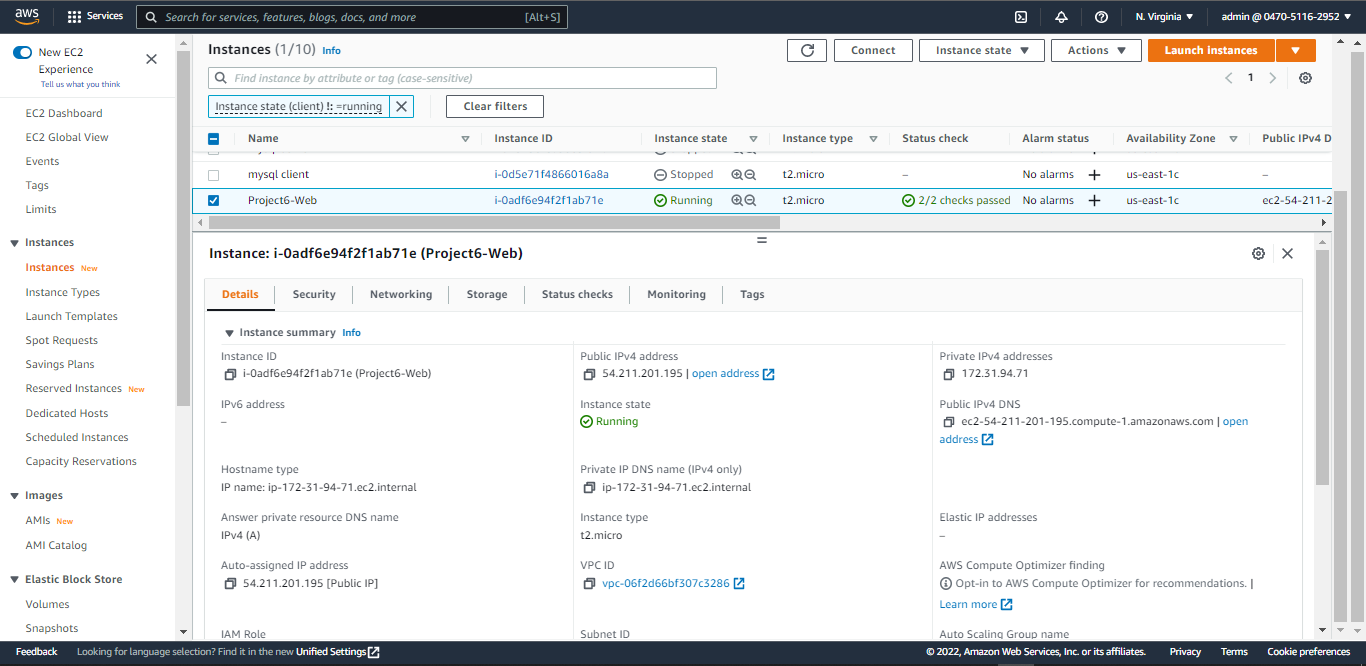 aws
Services
Search for services, features, blogs, docs, and more
[Alt+S]
N. Virginia
admin @ 0470-5116-2952
New EC2
Experience
Tell us what you think
EC2 Dashboard
EC2 Global View
Events
Tags
Limits
Instances
Instances New
Instance Types
Launch Templates
Spot Requests
Savings Plans
Reserved Instances New
Dedicated Hosts
Scheduled Instances
Capacity Reservations
Images
AMIs New
AMI Catalog
Elastic Block Store
Volumes
Snapshots
Instances (1/10) Info
Connect
Instance state
Actions
Launch instances
Find instance by attribute or tag (case-sensitive)
1
Instance state (client) !: =running
Clear filters
Name Instance ID Instance state Instance type Status check Alarm status Availability Zone Public IPv4 D
mysql client i-0d5e71f4866016a8a Stopped t2.micro – No alarms + us-east-1c –
Project6-Web i-0adf6e94f2f1ab71e Running t2.micro 2/2 checks passed No alarms + us-east-1c ec2-54-211-2
Instance: i-0adf6e94f2f1ab71e (Project6-Web)
Details Security Networking Storage Status checks Monitoring Tags
Instance summary Info
Instance ID
i-0adf6e94f2f1ab71e (Project6-Web)
Public IPv4 address
54.211.201.195 | open address
Private IPv4 addresses
172.31.94.71
IPv6 address
–
Instance state
Running
Public IPv4 DNS
ec2-54-211-201-195.compute-1.amazonaws.com | open
address
Hostname type
IP name: ip-172-31-94-71.ec2.internal
Private IP DNS name (IPv4 only)
ip-172-31-94-71.ec2.internal
Answer private resource DNS name
IPv4 (A)
Instance type
t2.micro
Elastic IP addresses
–
Auto-assigned IP address
54.211.201.195 [Public IP]
VPC ID
vpc-06f2d66bf307c3286
AWS Compute Optimizer finding
Opt-in to AWS Compute Optimizer for recommendations. |
Learn more
IAM Role
Subnet ID
Auto Scaling Group name
Feedback
Looking for language selection? Find it in the new Unified Settings
© 2022, Amazon Web Services, Inc. or its affiliates.
Privacy
Terms
Cookie preferences